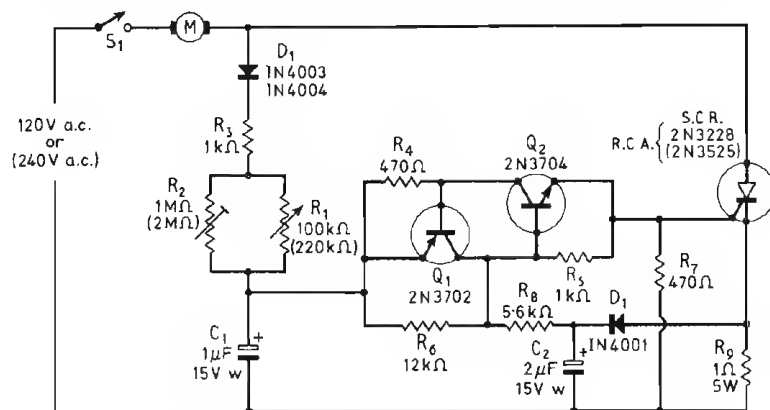 S1
M
D1
1N4003
1N4004
120V a.c.
or
(240V a.c.)
R3
1kΩ
R2
1MΩ
(2MΩ)
R1
100kΩ
(220kΩ)
C1
1μF
15V w
R4
470Ω
Q2
2N3704
Q1
2N3702
R5
1kΩ
R6
12kΩ
R8
5·6kΩ
D1
1N4001
C2
2μF
15V w
R7
470Ω
S.C.R.
R.C.A. { 2N3228
(2N3525)
R9
1Ω
5W
+
+